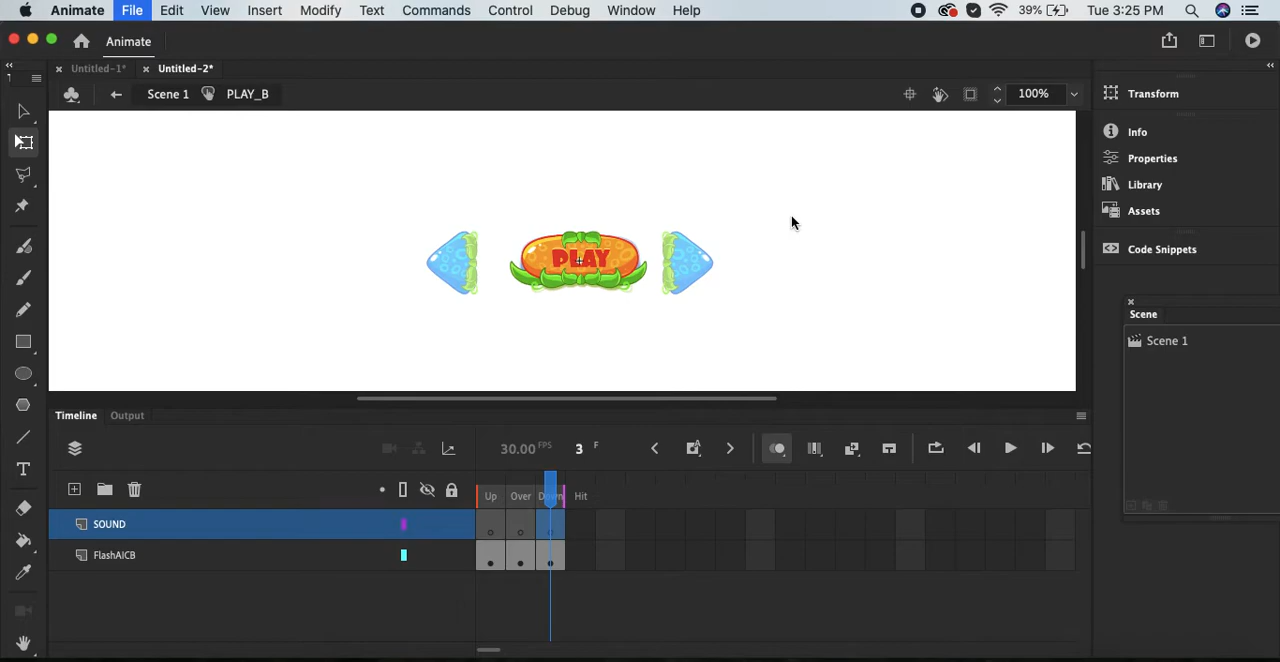 Animate File Edit View Insert Modify Text Commands Control Debug Window Help 39% Tue 3:25 PM
Animate
Untitled-1* Untitled-2*
Scene 1 PLAY_B 100%
Transform
Info
Properties
Library
Assets
Code Snippets
PLAY
Scene
Scene 1
Timeline Output
30.00 FPS 3 F
Up Over Down Hit
SOUND
FlashAICB